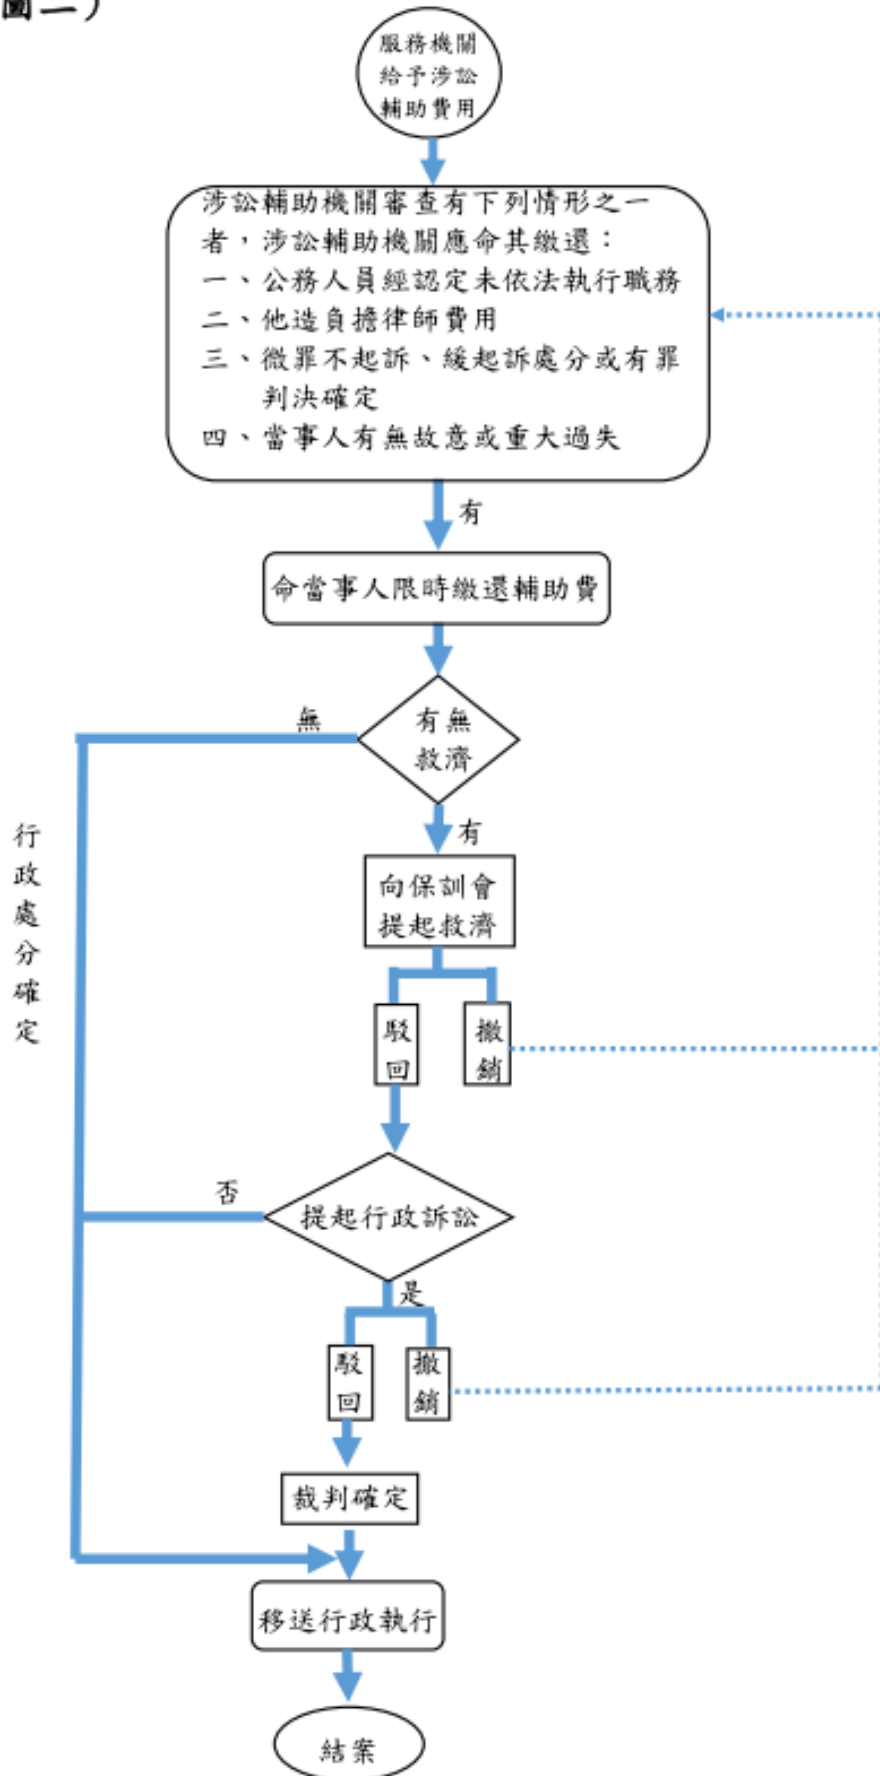 圖二）
服務機關
給予涉訟
輔助費用
涉訟輔助機關審查有下列情形之一
者，涉訟輔助機關應命其繳還：
一、公務人員經認定未依法執行職務
二、他造負擔律師費用
三、微罪不起訴、緩起訴處分或有罪
判決確定
四、當事人有無故意或重大過失
有
命當事人限時繳還輔助費
無
有無
救濟
有
行政處分確定
向保訓會
提起救濟
駁回
撤銷
否
提起行政訴訟
是
駁回
撤銷
裁判確定
移送行政執行
結案